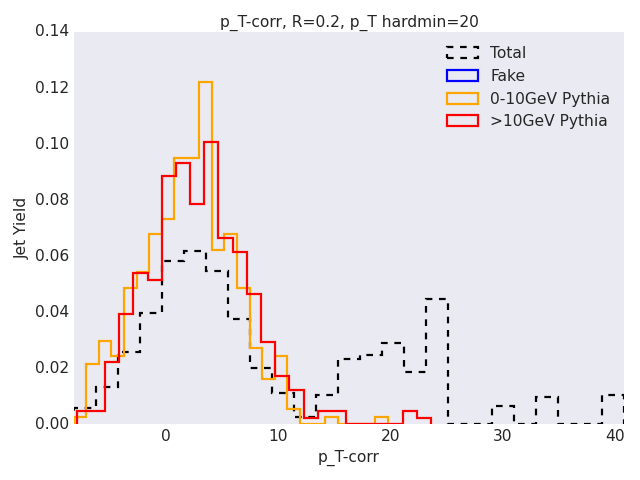 p_T-corr, R=0.2, p_T hardmin=20
0.14
0.12
0.10
0.08
0.06
0.04
0.02
0.00
Jet Yield
Total
Fake
0-10GeV Pythia
>10GeV Pythia
0 10 20 30 40
p_T-corr